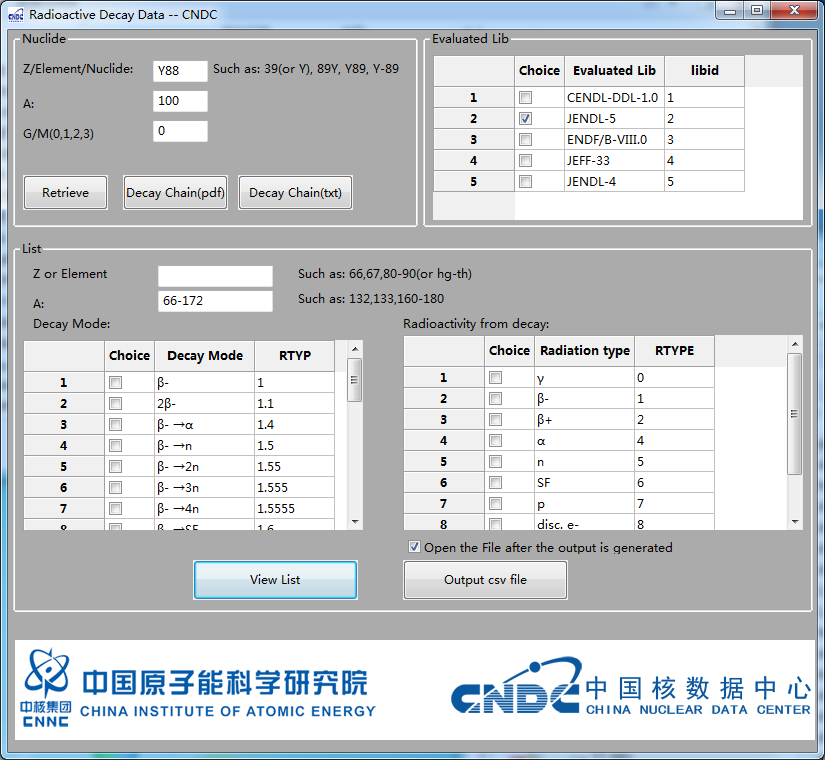 Radioactive Decay Data -- CNDC
Nuclide
Z/Element/Nuclide: Y88 Such as: 39(or Y), 89Y, Y89, Y-89
A: 100
G/M(0,1,2,3) 0
Retrieve Decay Chain(pdf) Decay Chain(txt)
Evaluated Lib
Choice Evaluated Lib libid
1 CENDL-DDL-1.0 1
2 JENDL-5 2
3 ENDF/B-VIII.0 3
4 JEFF-33 4
5 JENDL-4 5
List
Z or Element Such as: 66,67,80-90(or hg-th)
A: 66-172 Such as: 132,133,160-180
Decay Mode:
Choice Decay Mode RTYP
1 β- 1
2 2β- 1.1
3 β- →α 1.4
4 β- →n 1.5
5 β- →2n 1.55
6 β- →3n 1.555
7 β- →4n 1.5555
8 β- →SF 1.6
Radioactivity from decay:
Choice Radiation type RTYPE
1 γ 0
2 β- 1
3 β+ 2
4 α 4
5 n 5
6 SF 6
7 p 7
8 disc. e- 8
Open the File after the output is generated
View List Output csv file
中核集团
CNNC
中国原子能科学研究院
CHINA INSTITUTE OF ATOMIC ENERGY
CNDC
中国核数据中心
CHINA NUCLEAR DATA CENTER